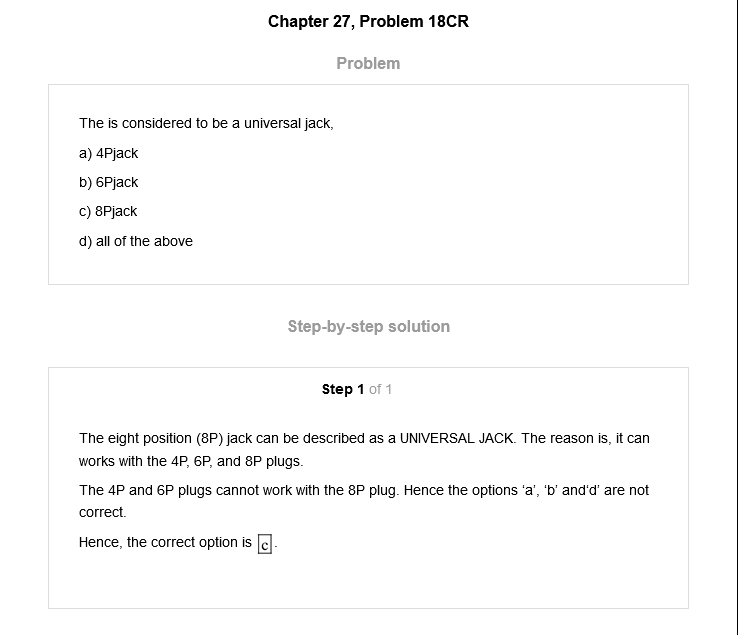 Chapter 27, Problem 18CR
Problem
The is considered to be a universal jack,
a) 4Pjack
b) 6Pjack
c) 8Pjack
d) all of the above
Step-by-step solution
Step 1 of 1
The eight position (8P) jack can be described as a UNIVERSAL JACK. The reason is, it can
works with the 4P, 6P, and 8P plugs.
The 4P and 6P plugs cannot work with the 8P plug. Hence the options ‘a’, ‘b’ and‘d’ are not
correct.
Hence, the correct option is c.